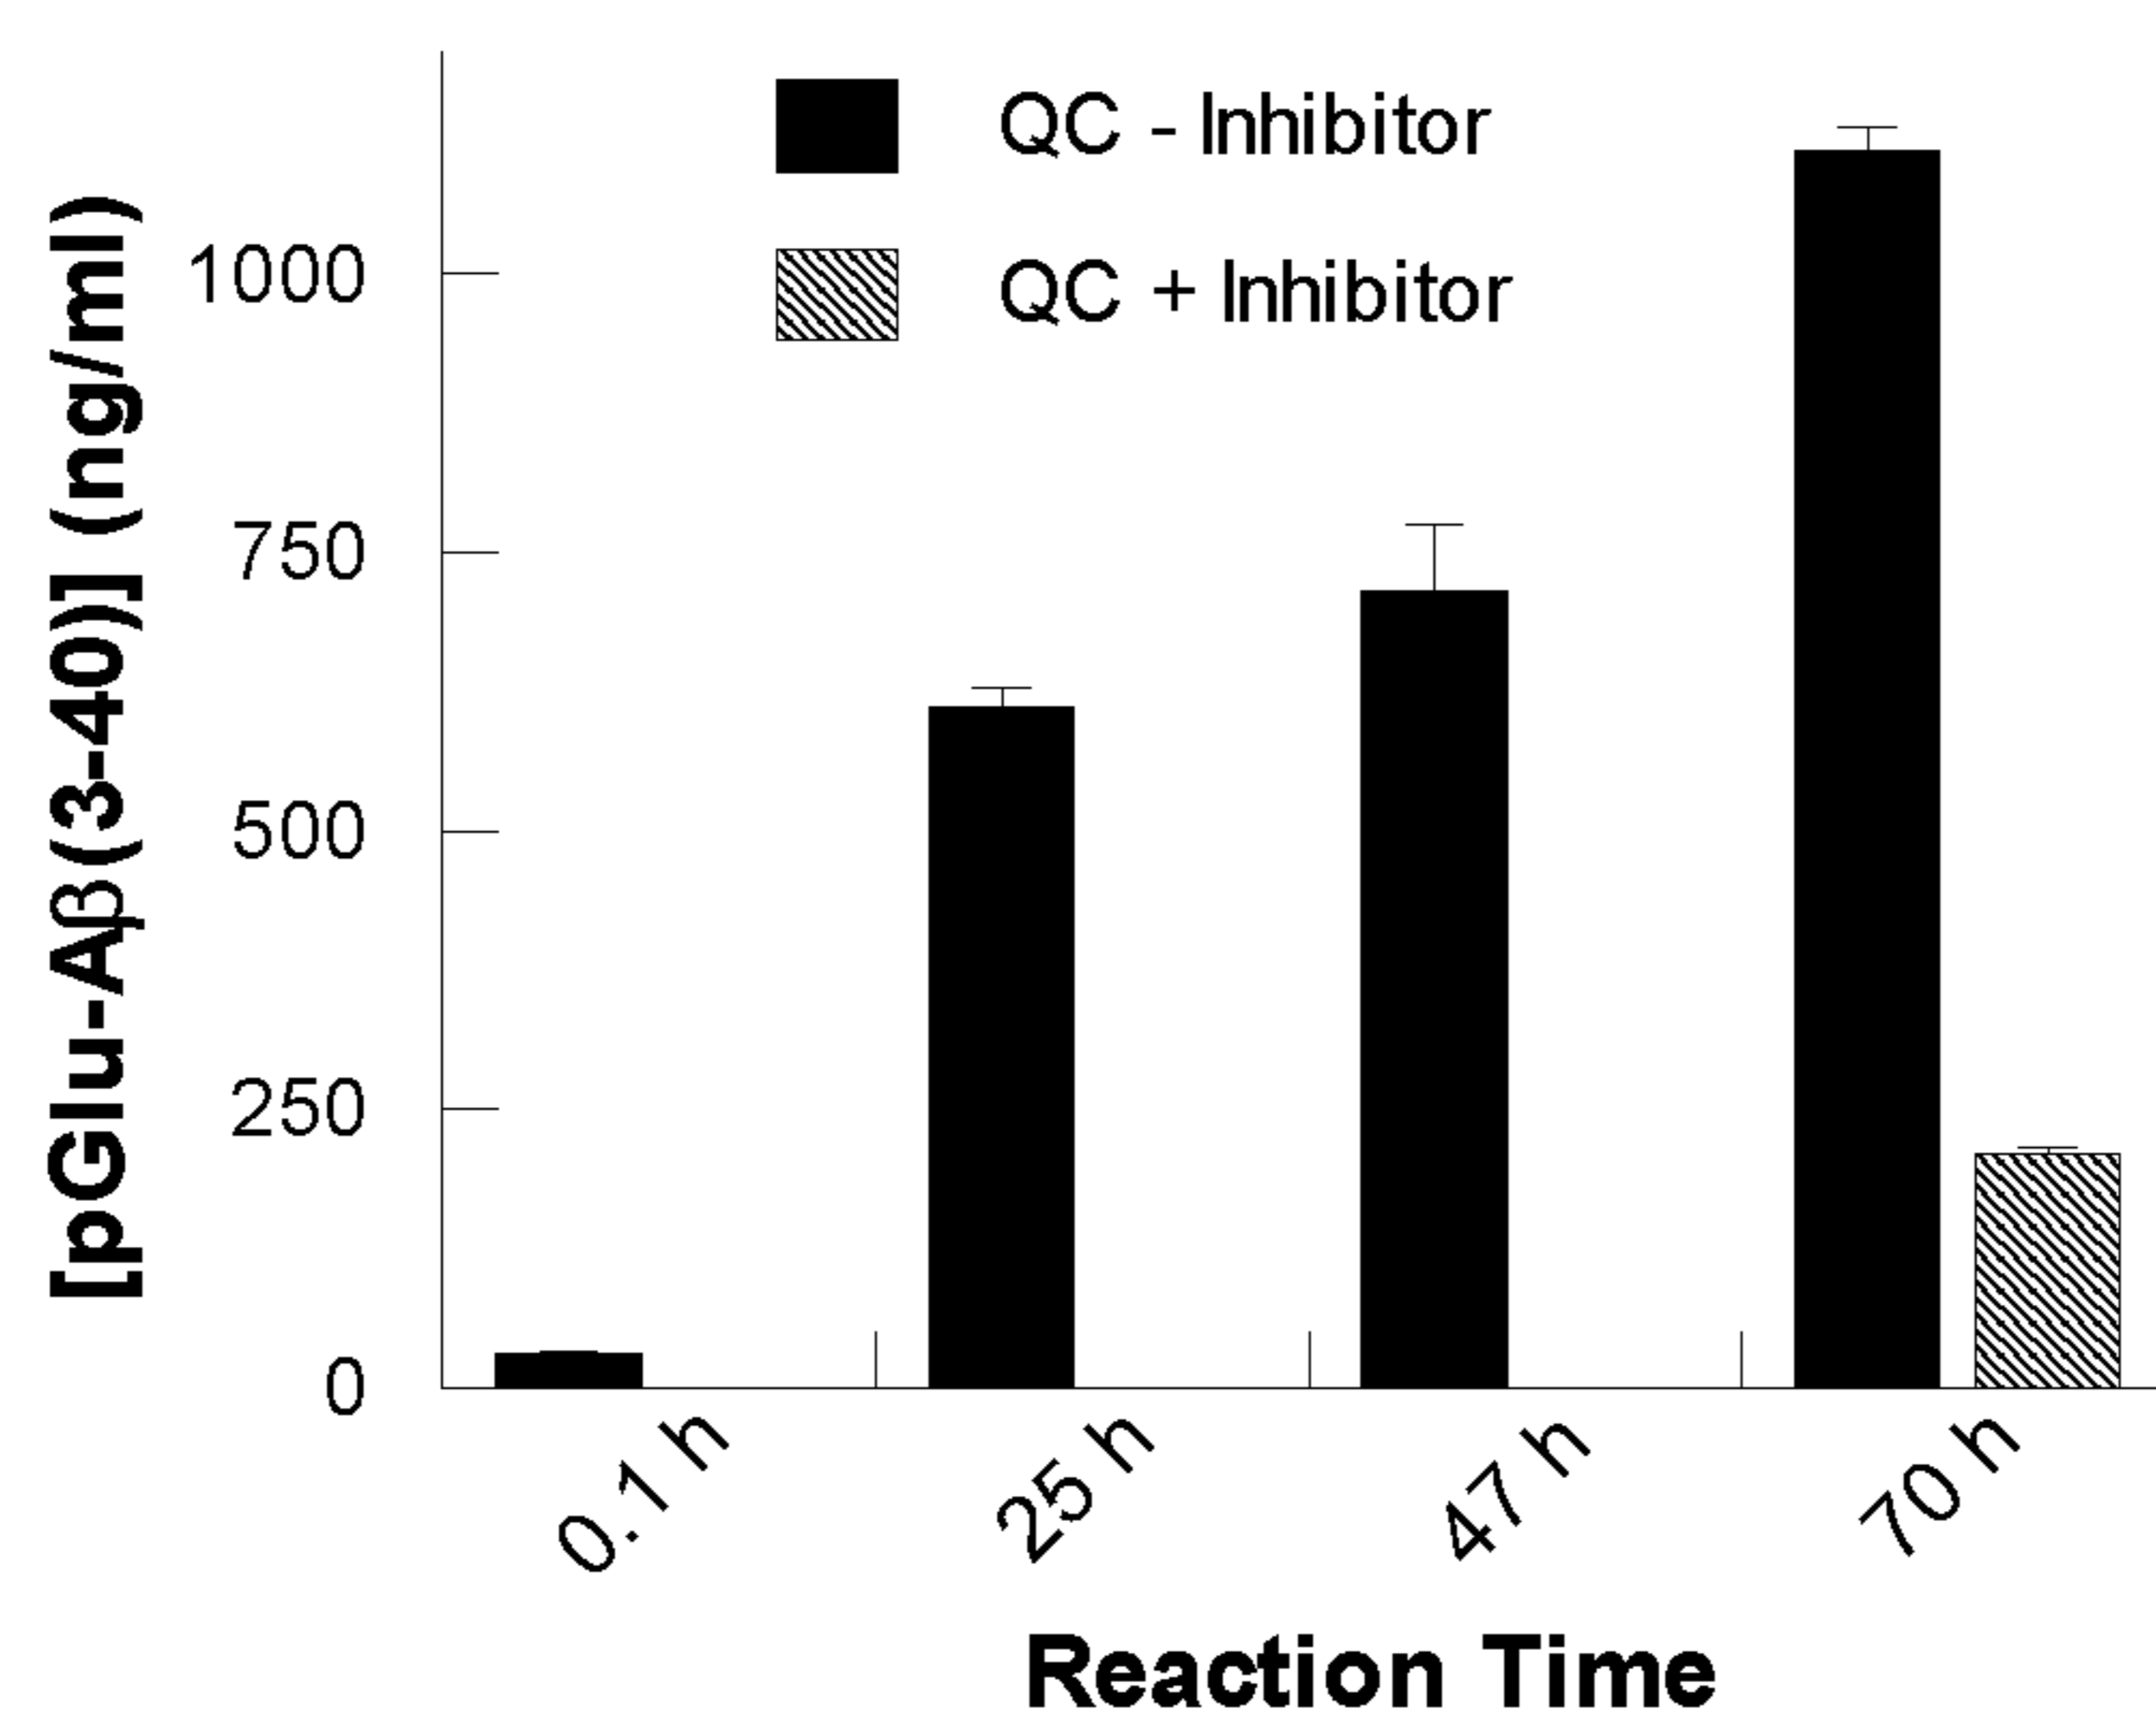 QC - Inhibitor
QC + Inhibitor
[pGlu-Aβ(3-40)] (ng/ml)
1000
750
500
250
0
0.1 h
25 h
47 h
70 h
Reaction Time